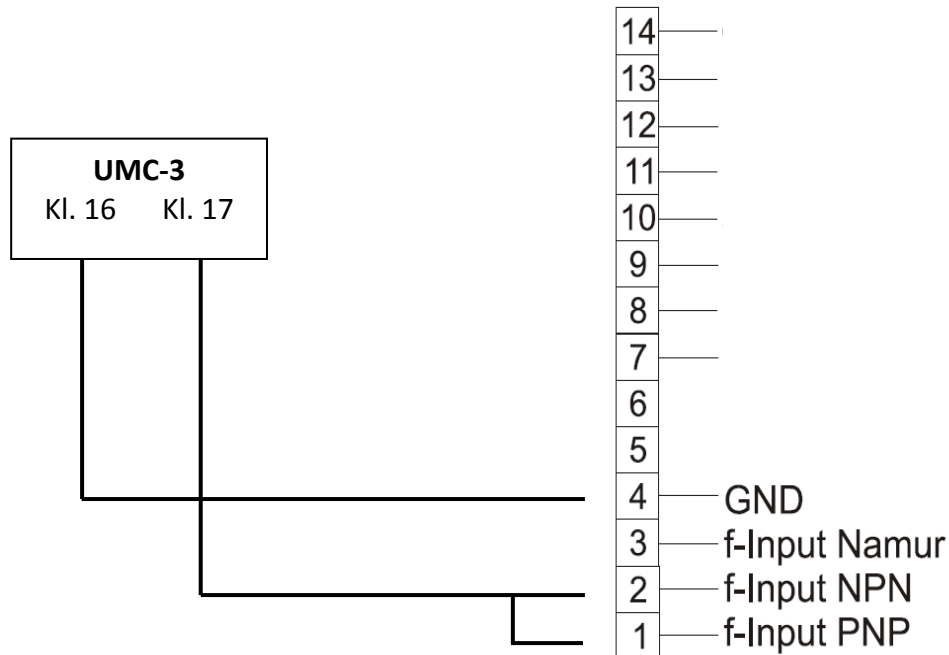 UMC-3
Kl. 16 Kl. 17
14
13
12
11
10
9
8
7
6
5
4 GND
3 f-Input Namur
2 f-Input NPN
1 f-Input PNP